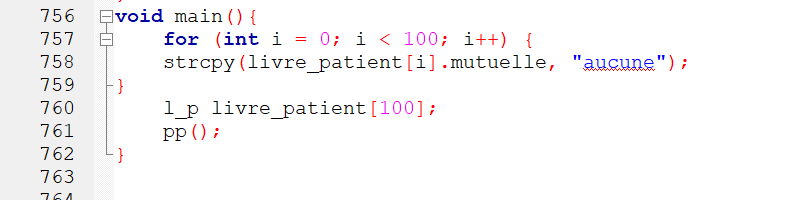 756 void main(){
757 for (int i = 0; i < 100; i++) {
758 strcpy(livre_patient[i].mutuelle, "aucune");
759 }
760 l_p livre_patient[100];
761 pp();
762 }
763
764